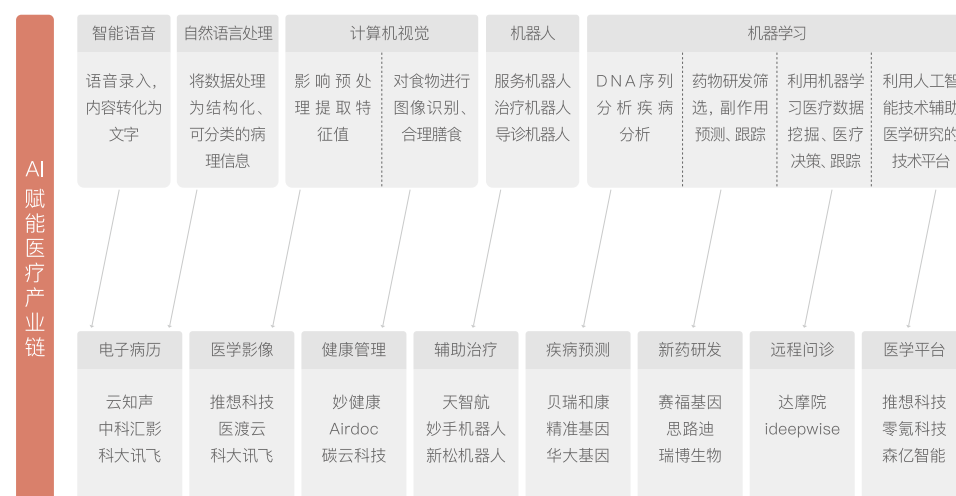 AI赋能医疗产业链
智能语音
语音录入，
内容转化为
文字
自然语言处理
将数据处理
为结构化、
可分类的病
理信息
计算机视觉
影响预处
理提取特
征值
对食物进行
图像识别、
合理膳食
机器人
服务机器人
治疗机器人
导诊机器人
机器学习
DNA序列
分析疾病
分析
药物研发筛
选，副作用
预测、跟踪
利用机器学
习医疗数据
挖掘、医疗
决策、跟踪
利用人工智
能技术辅助
医学研究的
技术平台
电子病历
云知声
中科汇影
科大讯飞
医学影像
推想科技
医渡云
科大讯飞
健康管理
妙健康
Airdoc
碳云科技
辅助治疗
天智航
妙手机器人
新松机器人
疾病预测
贝瑞和康
精准基因
华大基因
新药研发
赛福基因
思路迪
瑞博生物
远程问诊
达摩院
ideepwise
医学平台
推想科技
零氪科技
森亿智能